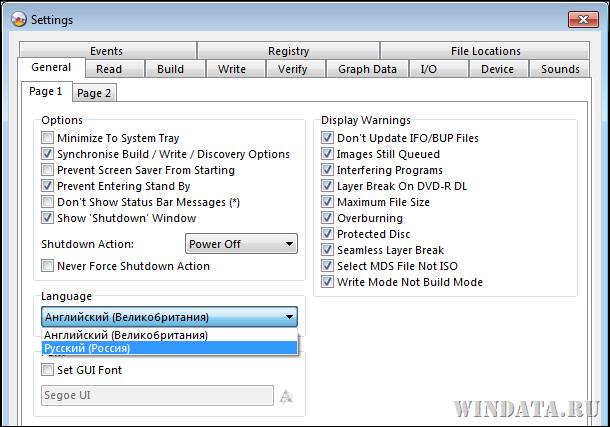 Settings
Events Registry File Locations
General Read Build Write Verify Graph Data I/O Device Sounds
Page 1 Page 2
Options
Minimize To System Tray
Synchronise Build / Write / Discovery Options
Prevent Screen Saver From Starting
Prevent Entering Stand By
Don't Show Status Bar Messages (*)
Show 'Shutdown' Window
Shutdown Action: Power Off
Never Force Shutdown Action
Language
Английский (Великобритания)
Английский (Великобритания)
Русский (Россия)
Set GUI Font
Segoe UI
Display Warnings
Don't Update IFO/BUP Files
Images Still Queued
Interfering Programs
Layer Break On DVD-R DL
Maximum File Size
Overburning
Protected Disc
Seamless Layer Break
Select MDS File Not ISO
Write Mode Not Build Mode
WINDATA.RU